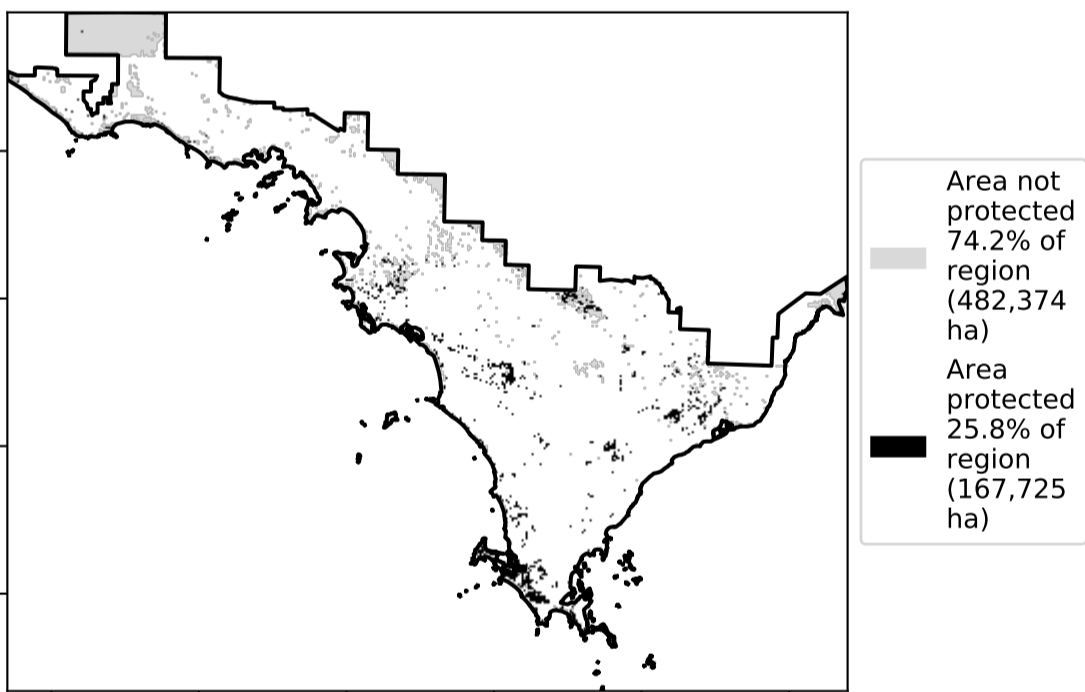 Area not
protected
74.2% of
region
(482,374
ha)
Area
protected
25.8% of
region
(167,725
ha)